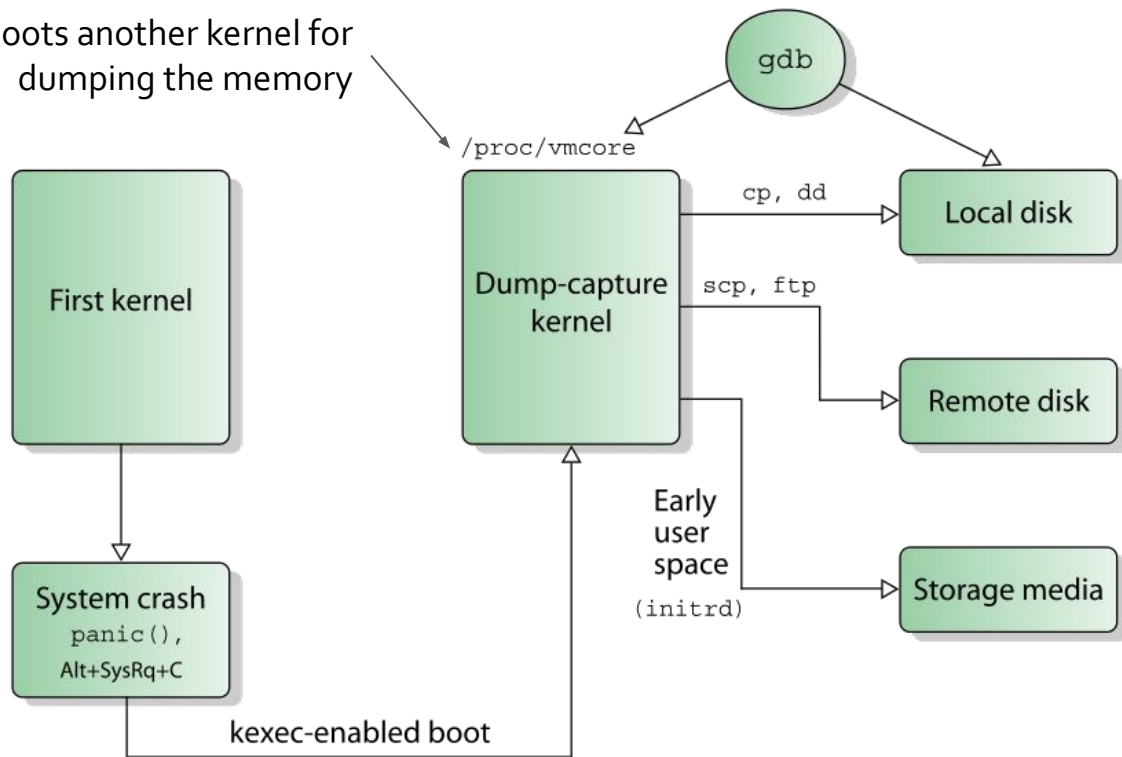 oots another kernel for
dumping the memory
gdb
/proc/vmcore
First kernel
Dump-capture
kernel
cp, dd
Local disk
scp, ftp
Remote disk
Early
user
space
(initrd)
Storage media
System crash
panic(),
Alt+SysRq+C
kexec-enabled boot